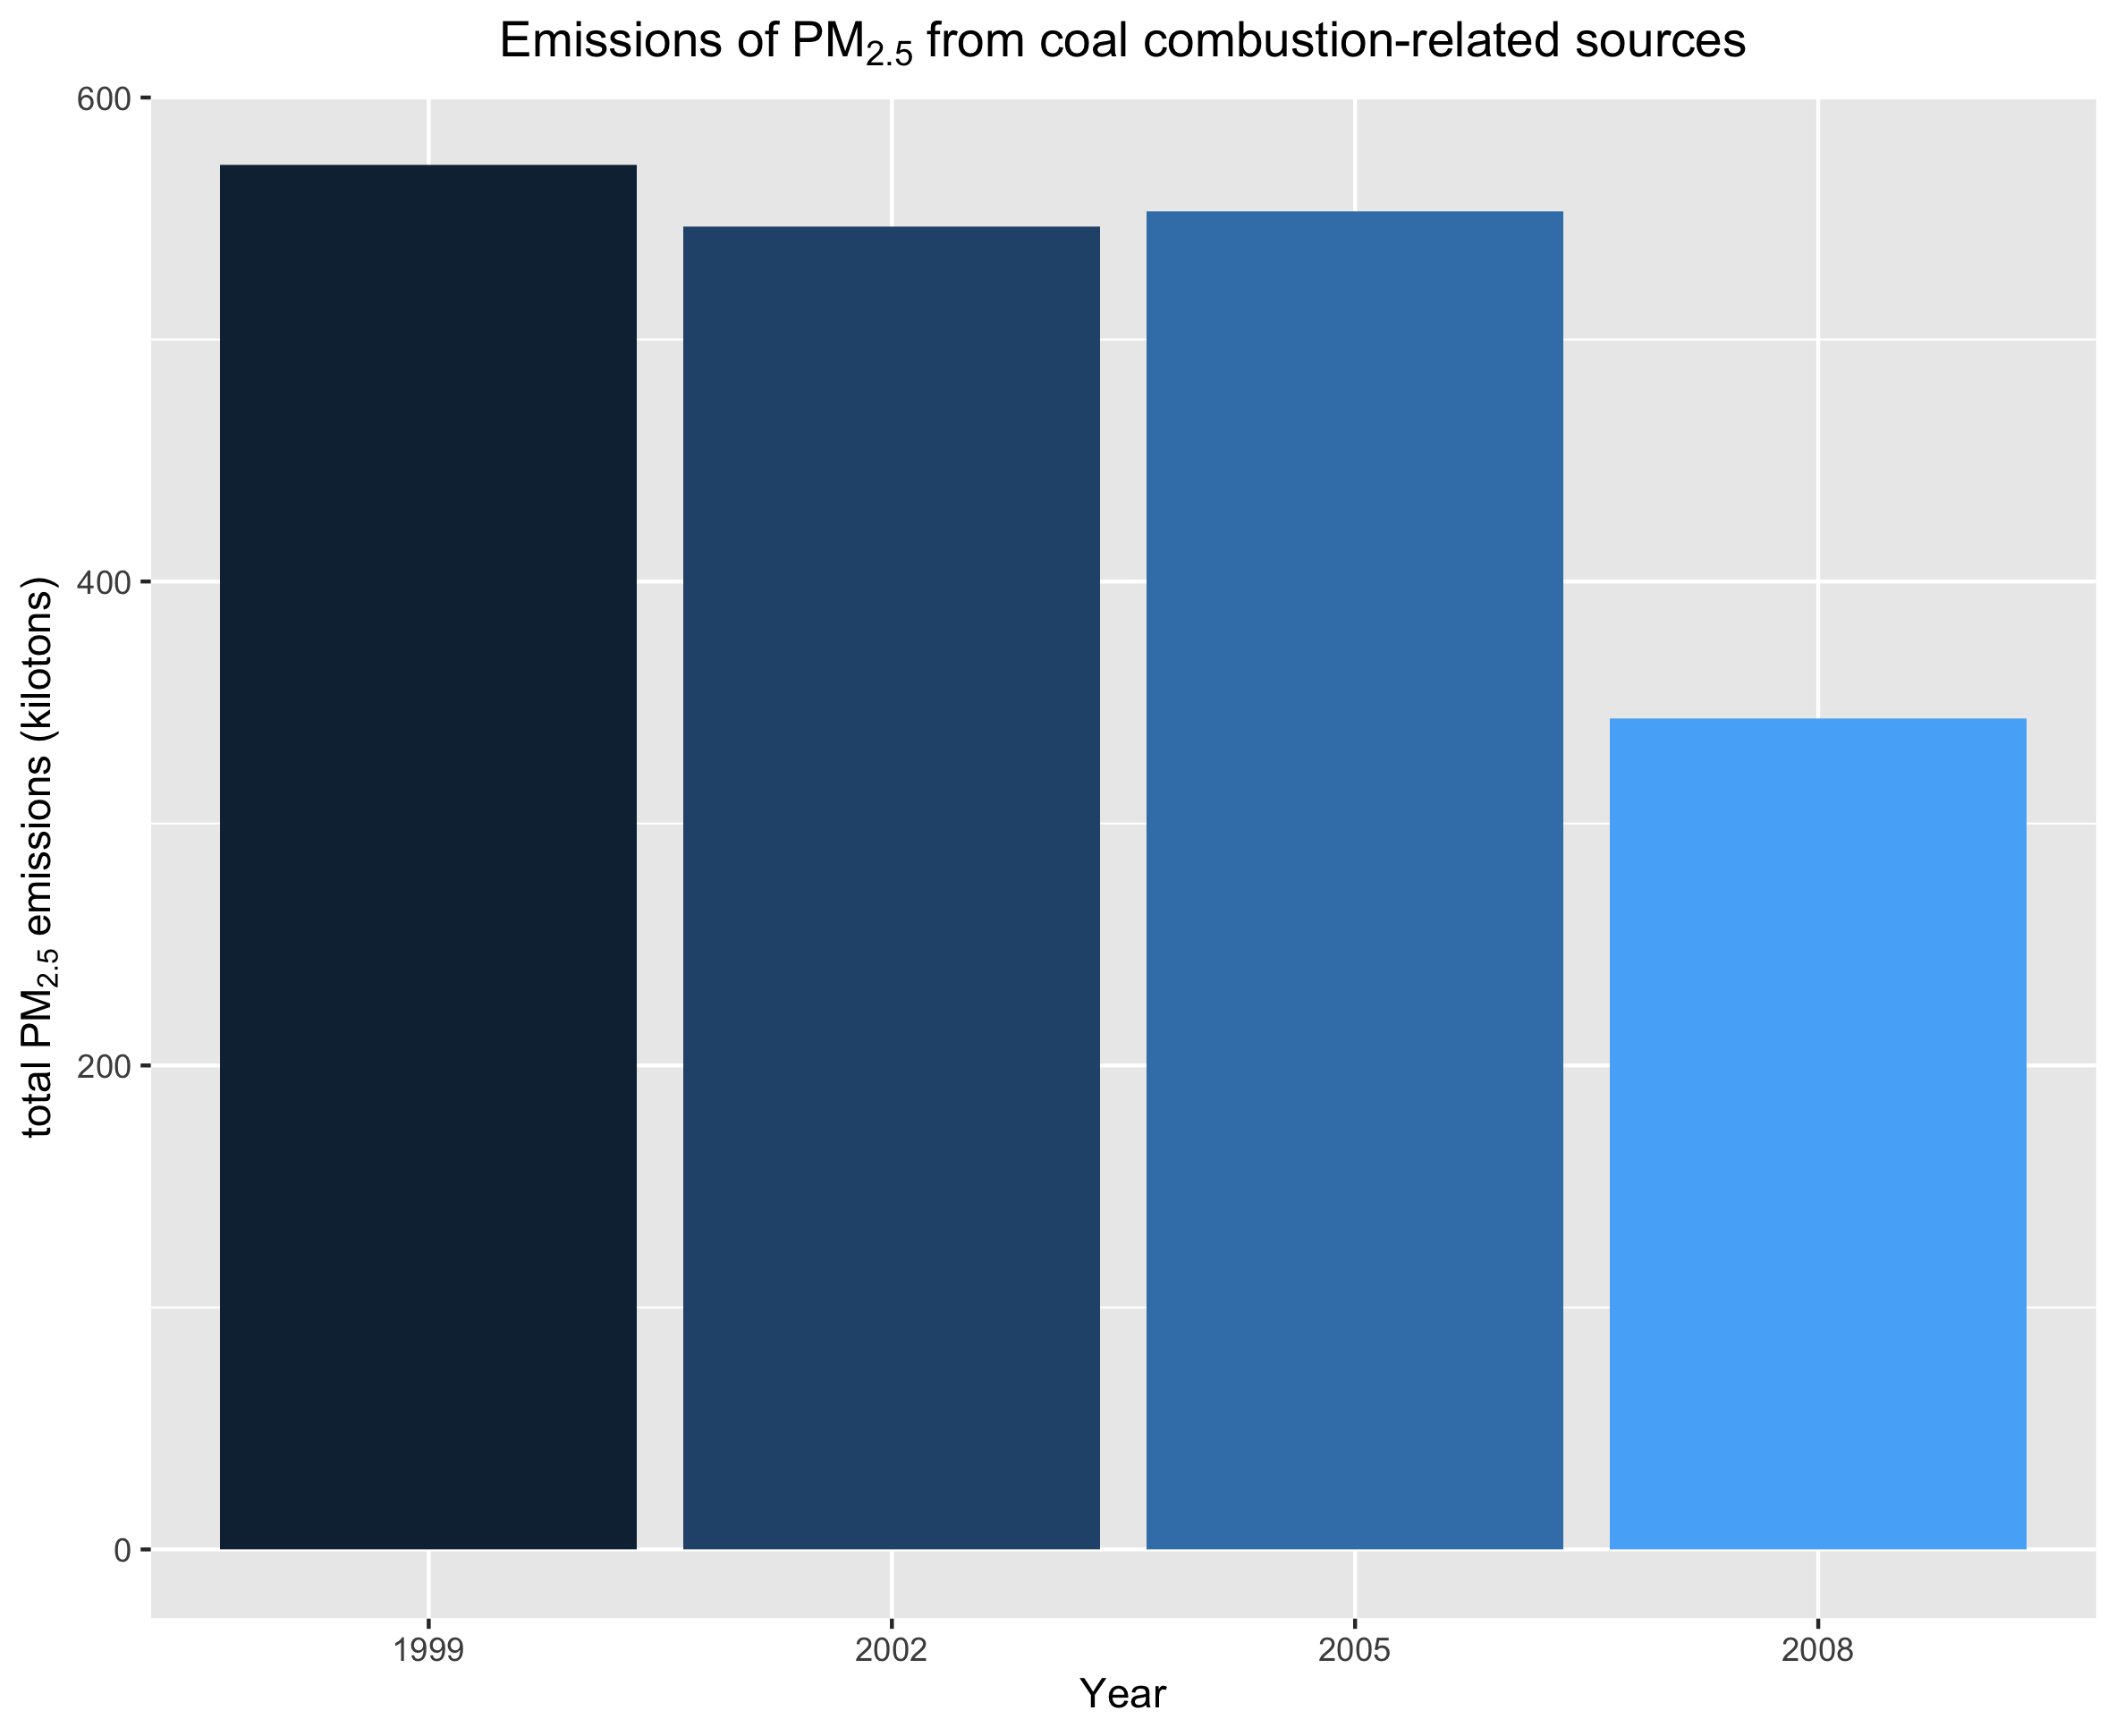 Emissions of PM2.5 from coal combustion-related sources
total PM2.5 emissions (kilotons)
600
400
200
0
1999 2002 2005 2008
Year